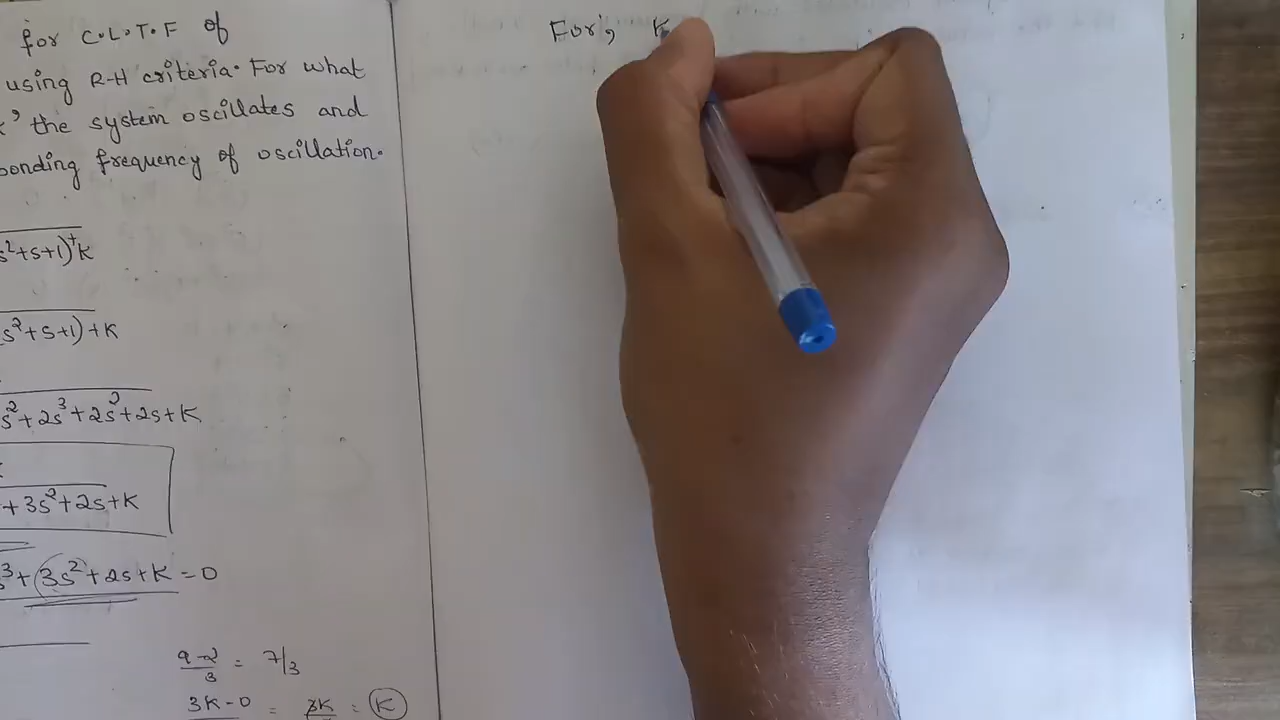 for C.L.T.F of
using R-H criteria. For what
' the system oscillates and
frequency of oscillation.
s²+s+1)+K
s²+s+1)+K
s²+2s³+2s²+2s+K
+3s²+2s+K
s³+3s²+2s+K=0
9-2/3 = 7/3
3K-0 = 3K = K
For; K